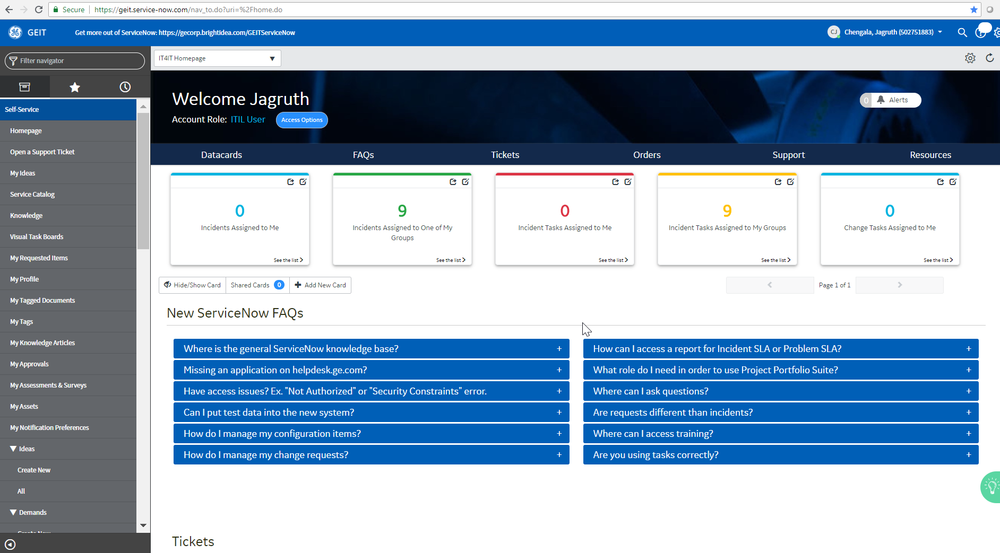 Secure https://geit.service-now.com/nav_to.do?uri=%2Fhome.do
GEIT
Get more out of ServiceNow: https://gecorp.brightidea.com/GEITServiceNow
CJ Chengala, Jagruth (502751883)
Filter navigator
IT4IT Homepage
Self-Service
Homepage
Open a Support Ticket
My Ideas
Service Catalog
Knowledge
Visual Task Boards
My Requested Items
My Profile
My Tagged Documents
My Tags
My Knowledge Articles
My Approvals
My Assessments & Surveys
My Assets
My Notification Preferences
Ideas
Create New
All
Demands
Create New
Welcome Jagruth
Account Role: ITIL User Access Options
0 Alerts
Datacards FAQs Tickets Orders Support Resources
0
Incidents Assigned to Me
See the list
9
Incidents Assigned to One of My
Groups
See the list
0
Incident Tasks Assigned to Me
See the list
9
Incident Tasks Assigned to My Groups
See the list
0
Change Tasks Assigned to Me
See the list
Hide/Show Card Shared Cards 0 Add New Card
Page 1 of 1
New ServiceNow FAQs
Where is the general ServiceNow knowledge base? +
Missing an application on helpdesk.ge.com? +
Have access issues? Ex. "Not Authorized" or "Security Constraints" error. +
Can I put test data into the new system? +
How do I manage my configuration items? +
How do I manage my change requests? +
How can I access a report for Incident SLA or Problem SLA? +
What role do I need in order to use Project Portfolio Suite? +
Where can I ask questions? +
Are requests different than incidents? +
Where can I access training? +
Are you using tasks correctly? +
Tickets